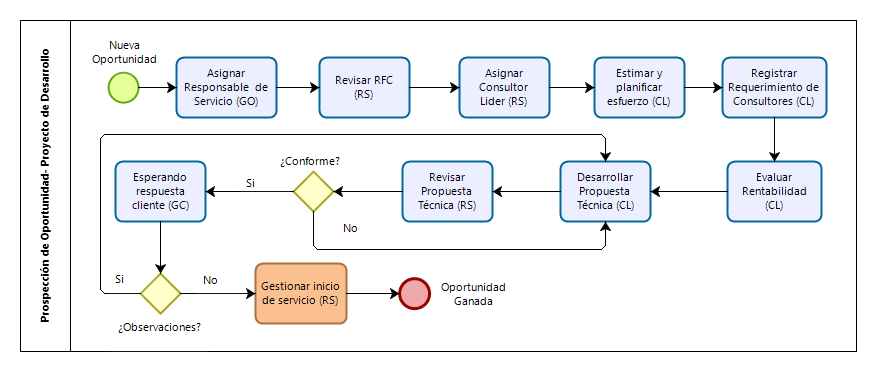 Prospección de Oportunidad- Proyecto de Desarrollo
Nueva
Oportunidad
Asignar
Responsable de
Servicio (GO)
Revisar RFC
(RS)
Asignar
Consultor
Lider (RS)
Estimar y
planificar
esfuerzo (CL)
Registrar
Requerimiento de
Consultores (CL)
Esperando
respuesta
cliente (GC)
Si
¿Conforme?
No
Revisar
Propuesta
Técnica (RS)
Desarrollar
Propuesta
Técnica (CL)
Evaluar
Rentabilidad
(CL)
Si
¿Observaciones?
No
Gestionar inicio
de servicio (RS)
Oportunidad
Ganada